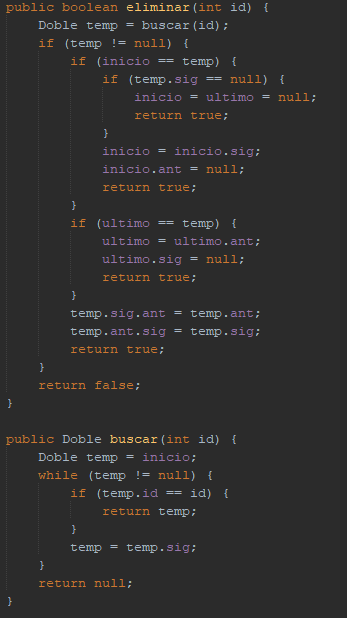 public boolean eliminar(int id) {
    Doble temp = buscar(id);
    if (temp != null) {
        if (inicio == temp) {
            if (temp.sig == null) {
                inicio = ultimo = null;
                return true;
            }
            inicio = inicio.sig;
            inicio.ant = null;
            return true;
        }
        if (ultimo == temp) {
            ultimo = ultimo.ant;
            ultimo.sig = null;
            return true;
        }
        temp.sig.ant = temp.ant;
        temp.ant.sig = temp.sig;
        return true;
    }
    return false;
}

public Doble buscar(int id) {
    Doble temp = inicio;
    while (temp != null) {
        if (temp.id == id) {
            return temp;
        }
        temp = temp.sig;
    }
    return null;
}